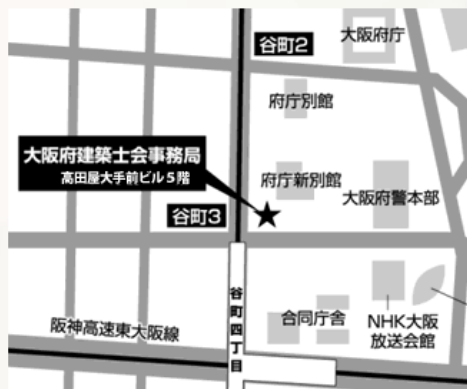 谷町2
大阪府庁
府庁別館
大阪府建築士会事務局
高田屋大手前ビル5階
府庁新別館
大阪府警本部
谷町3
谷町四丁目
合同庁舎
NHK大阪
放送会館
阪神高速東大阪線